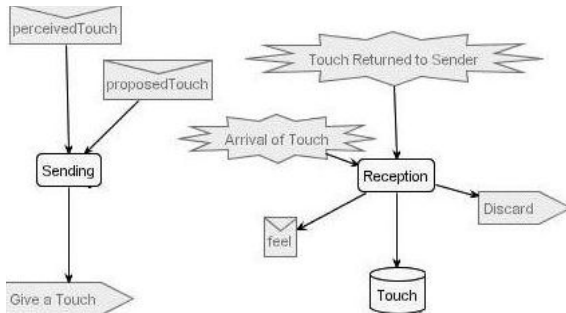 perceivedTouch
proposedTouch
Sending
Give a Touch
Touch Returned to Sender
Arrival of Touch
Reception
feel
Discard
Touch